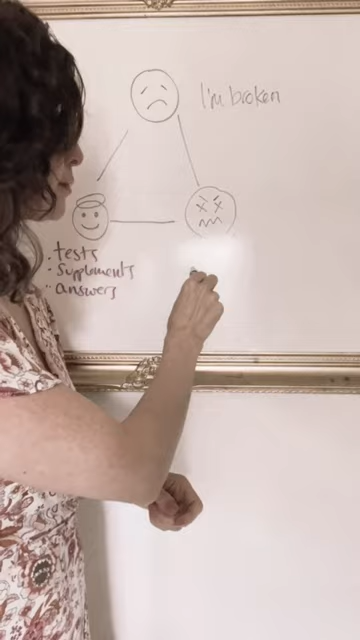 I'm broken
. tests
. supplements
. answers